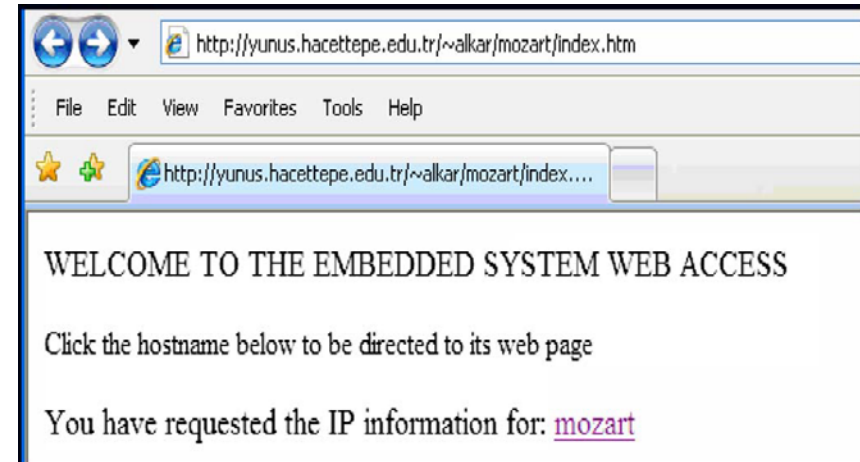 http://yunus.hacettepe.edu.tr/~alkar/mozart/index.htm
File Edit View Favorites Tools Help
http://yunus.hacettepe.edu.tr/~alkar/mozart/index....
WELCOME TO THE EMBEDDED SYSTEM WEB ACCESS
Click the hostname below to be directed to its web page
You have requested the IP information for: mozart